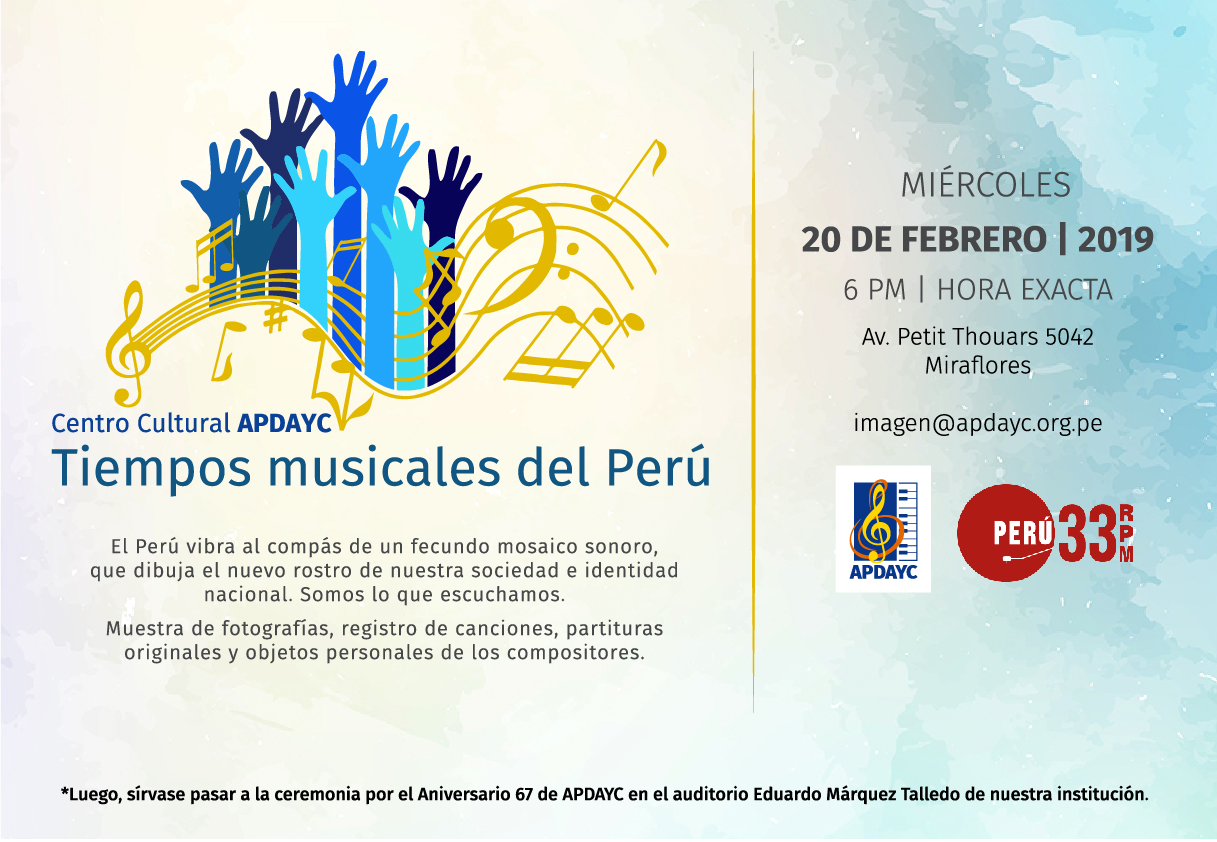 Centro Cultural APDAYC
Tiempos musicales del Perú
El Perú vibra al compás de un fecundo mosaico sonoro,
que dibuja el nuevo rostro de nuestra sociedad e identidad
nacional. Somos lo que escuchamos.
Muestra de fotografías, registro de canciones, partituras
originales y objetos personales de los compositores.
MIÉRCOLES
20 DE FEBRERO | 2019
6 PM | HORA EXACTA
Av. Petit Thouars 5042
Miraflores
imagen@apdayc.org.pe
APDAYC
PERÚ 33 RPM
*Luego, sírvase pasar a la ceremonia por el Aniversario 67 de APDAYC en el auditorio Eduardo Márquez Talledo de nuestra institución.